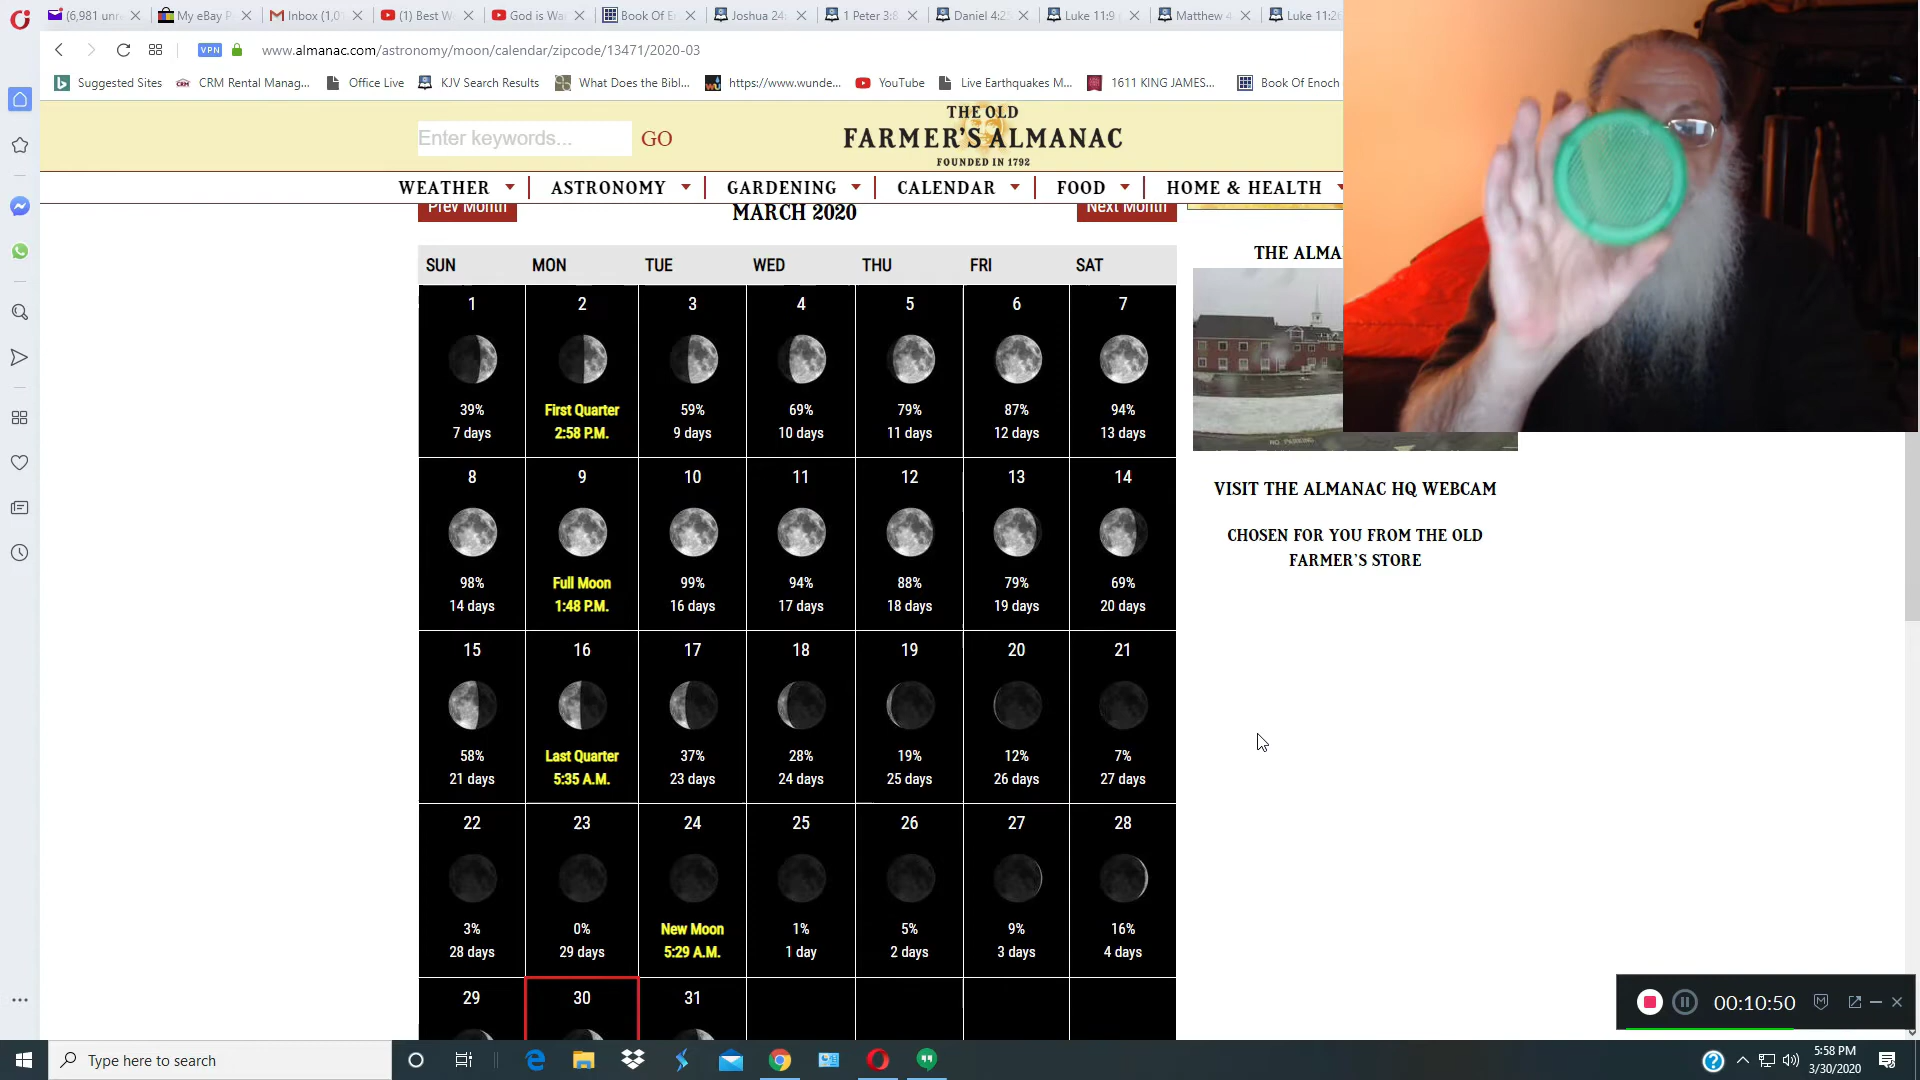 (6,981 unr
My eBay P
Inbox (1,0
(1) Best W
God is Wa
Book Of E
Joshua 24:
1 Peter 3:8
Daniel 4:2
Luke 11:9
Matthew 4
Luke 11:2
VPN
www.almanac.com/astronomy/moon/calendar/zipcode/13471/2020-03
Suggested Sites
CRM Rental Manag...
Office Live
KJV Search Results
What Does the Bibl...
https://www.wunde...
YouTube
Live Earthquakes M...
1611 KING JAMES...
Book Of Enoch
Enter keywords...
GO
THE OLD
FARMER'S ALMANAC
FOUNDED IN 1792
WEATHER
ASTRONOMY
GARDENING
CALENDAR
FOOD
HOME & HEALTH
Prev Month
MARCH 2020
Next Month
SUN MON TUE WED THU FRI SAT
1 2 3 4 5 6 7
39% First Quarter 59% 69% 79% 87% 94%
7 days 2:58 P.M. 9 days 10 days 11 days 12 days 13 days
8 9 10 11 12 13 14
98% Full Moon 99% 94% 88% 79% 69%
14 days 1:48 P.M. 16 days 17 days 18 days 19 days 20 days
15 16 17 18 19 20 21
58% Last Quarter 37% 28% 19% 12% 7%
21 days 5:35 A.M. 23 days 24 days 25 days 26 days 27 days
22 23 24 25 26 27 28
3% 0% New Moon 1% 5% 9% 16%
28 days 29 days 5:29 A.M. 1 day 2 days 3 days 4 days
29 30 31
THE ALMA
NO PARKING
VISIT THE ALMANAC HQ WEBCAM
CHOSEN FOR YOU FROM THE OLD
FARMER'S STORE
00:10:50
Type here to search
5:58 PM
3/30/2020